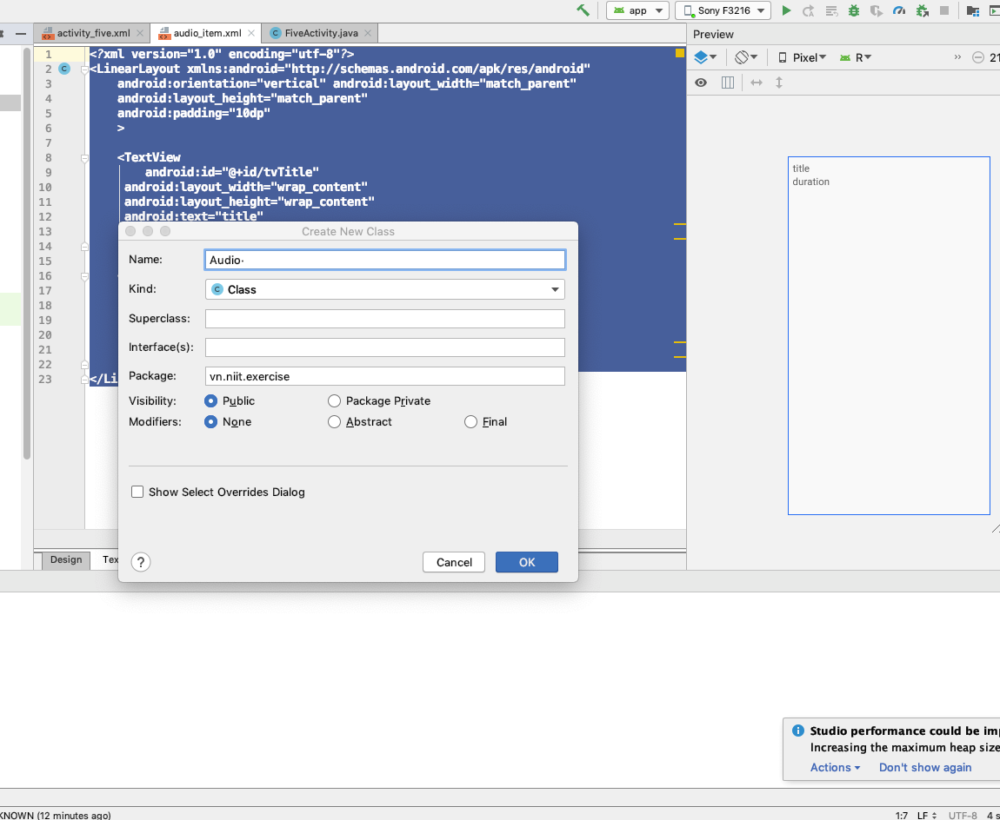 app
Sony F3216
activity_five.xml
audio_item.xml
FiveActivity.java
Preview
Pixel
R
21
1 <?xml version="1.0" encoding="utf-8"?>
2 <LinearLayout xmlns:android="http://schemas.android.com/apk/res/android"
3 android:orientation="vertical" android:layout_width="match_parent"
4 android:layout_height="match_parent"
5 android:padding="10dp"
6 >
7
8 <TextView
9 android:id="@+id/tvTitle"
10 android:layout_width="wrap_content"
11 android:layout_height="wrap_content"
12 android:text="title"
13
14
15
16
17
18
19
20
21
22
23 </Li
title
duration
Create New Class
Name: Audio·
Kind: C Class
Superclass:
Interface(s):
Package: vn.niit.exercise
Visibility: Public Package Private
Modifiers: None Abstract Final
Show Select Overrides Dialog
? Cancel OK
Design Tex
Studio performance could be imp
Increasing the maximum heap size
Actions Don't show again
KNOWN (12 minutes ago)
1:7 LF UTF-8 4 s